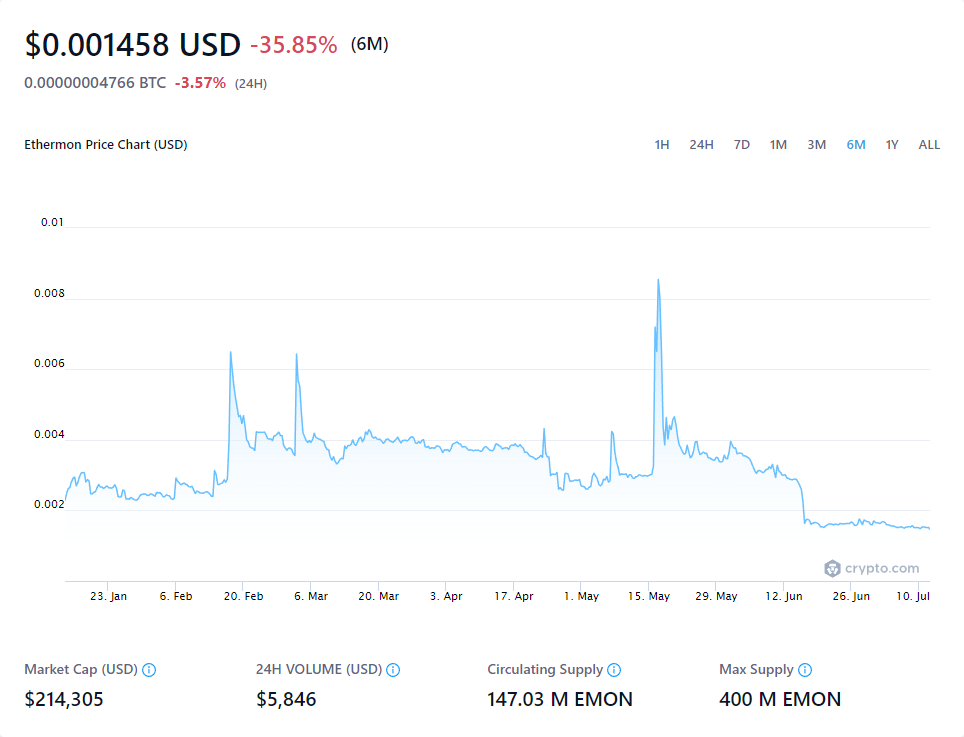 $0.001458 USD -35.85% (6M)
0.00000004766 BTC -3.57% (24H)
Ethermon Price Chart (USD) 1H 24H 7D 1M 3M 6M 1Y ALL
0.01
0.008
0.006
0.004
0.002
crypto.com
23. Jan 6. Feb 20. Feb 6. Mar 20. Mar 3. Apr 17. Apr 1. May 15. May 29. May 12. Jun 26. Jun 10. Jul
Market Cap (USD) 24H VOLUME (USD) Circulating Supply Max Supply
$214,305 $5,846 147.03 M EMON 400 M EMON